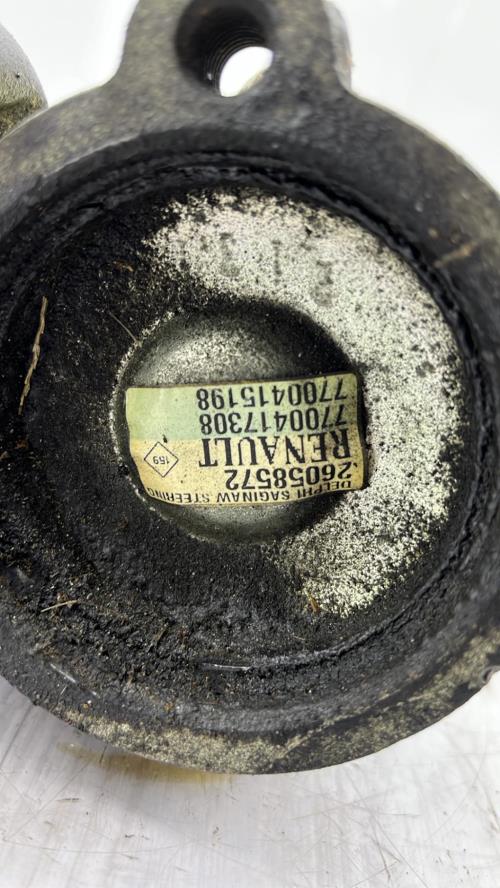 DELPHI SAGINAW STEERING
26058572
RENAULT
159
7700417308
7700415198